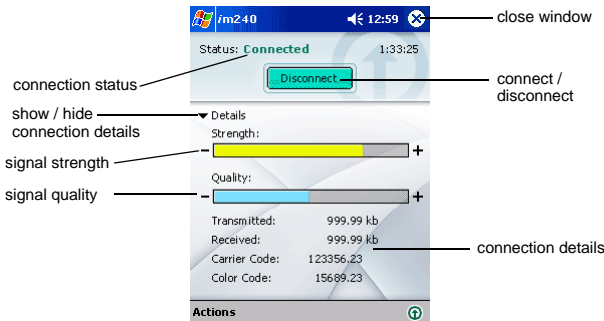 im240 12:59
close window
Status: Connected 1:33:25
connection status
Disconnect
connect /
disconnect
show / hide
connection details
Details
Strength:
signal strength
- +
Quality:
signal quality
- +
Transmitted: 999.99 kb
Received: 999.99 kb
connection details
Carrier Code: 123356.23
Color Code: 15689.23
Actions